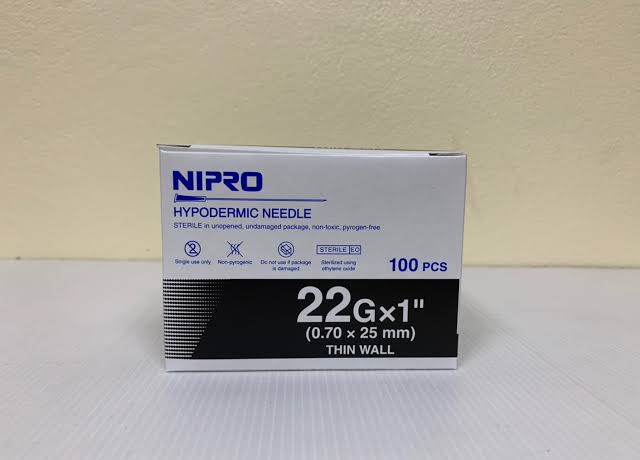 NIPRO
HYPODERMIC NEEDLE
STERILE in unopened, undamaged package, non-toxic, pyrogen-free
2
STERILE EO
Single use only
Non-pyrogenic
Do not use if package
is damaged
Sterilized using
ethylene oxide
100 PCS
22G×1"
(0.70 × 25 mm)
THIN WALL